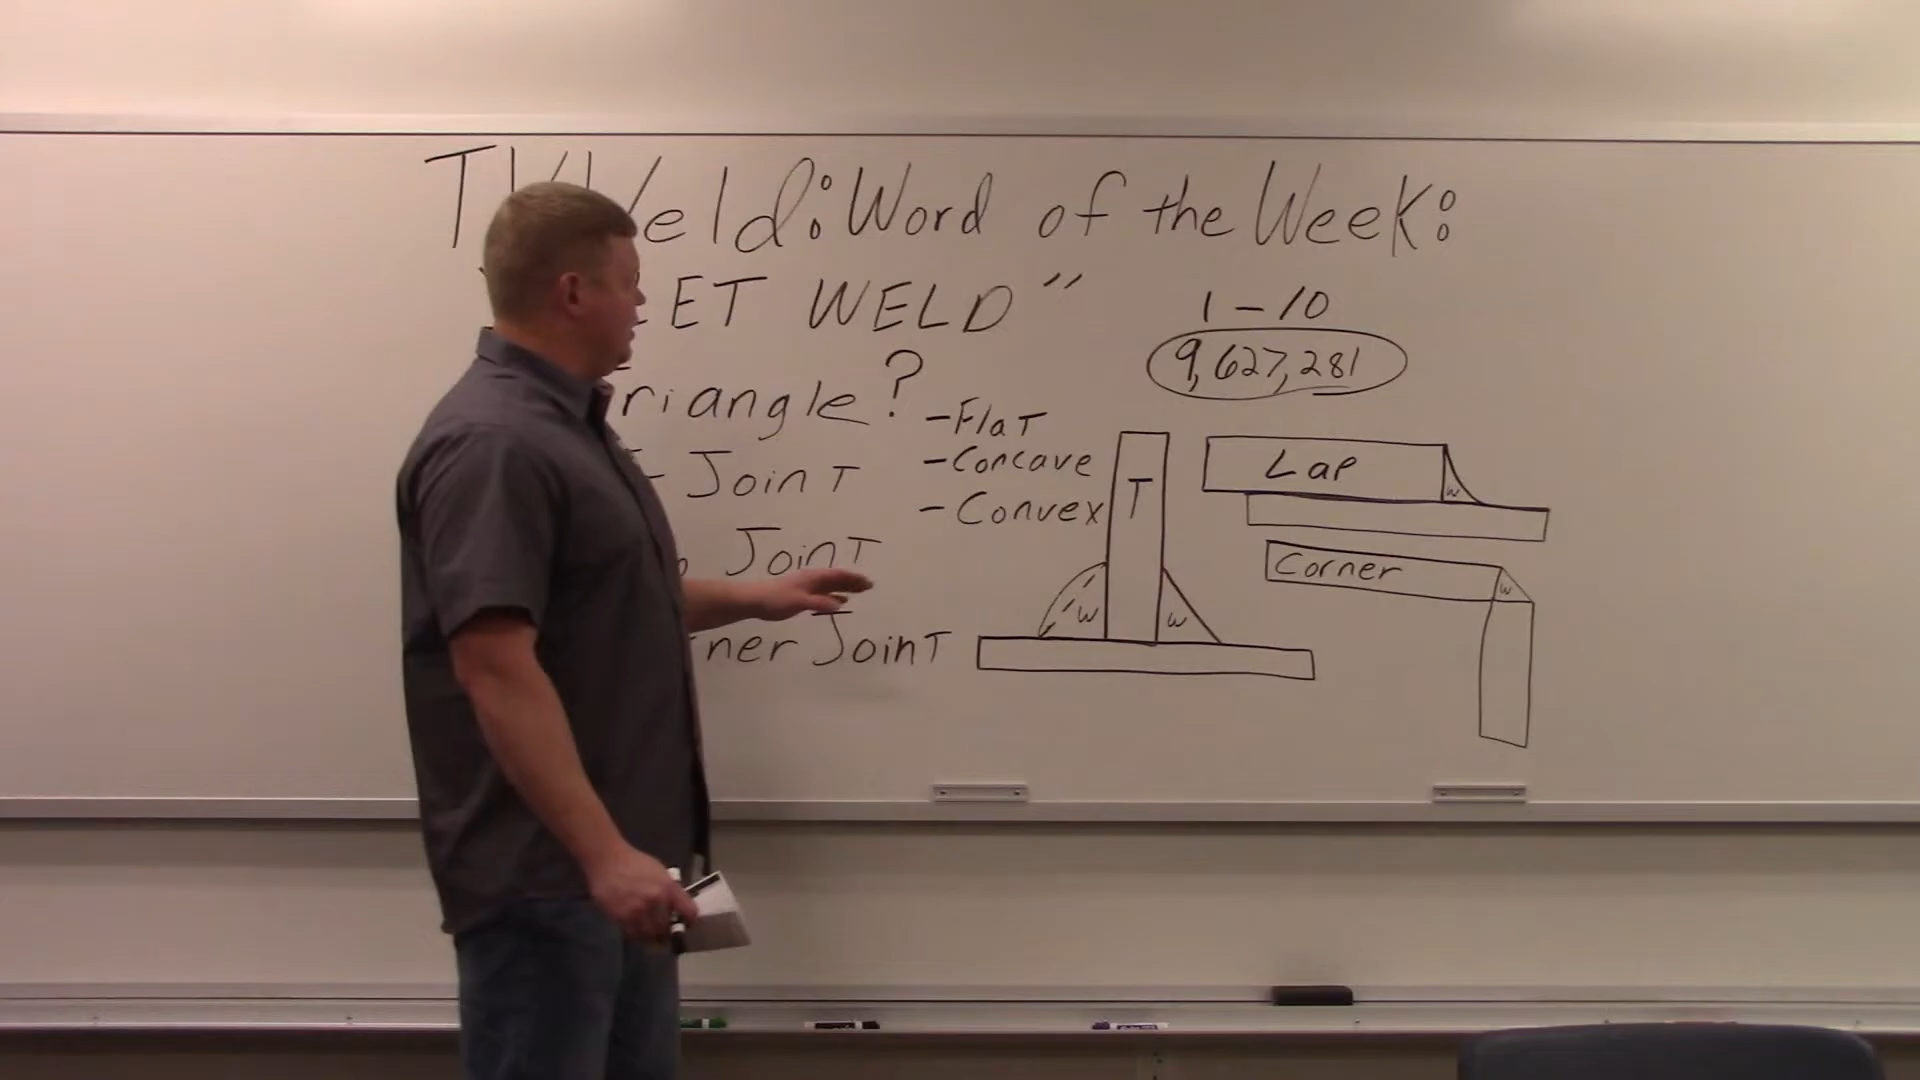 TVWeld: Word of the Week:
ET WELD"
1 - 10
9,627,281
riangle?
- Flat
- Concave
- Convex
- Joint
Joint
ner Joint
T
W
W
Lap
W
Corner
W